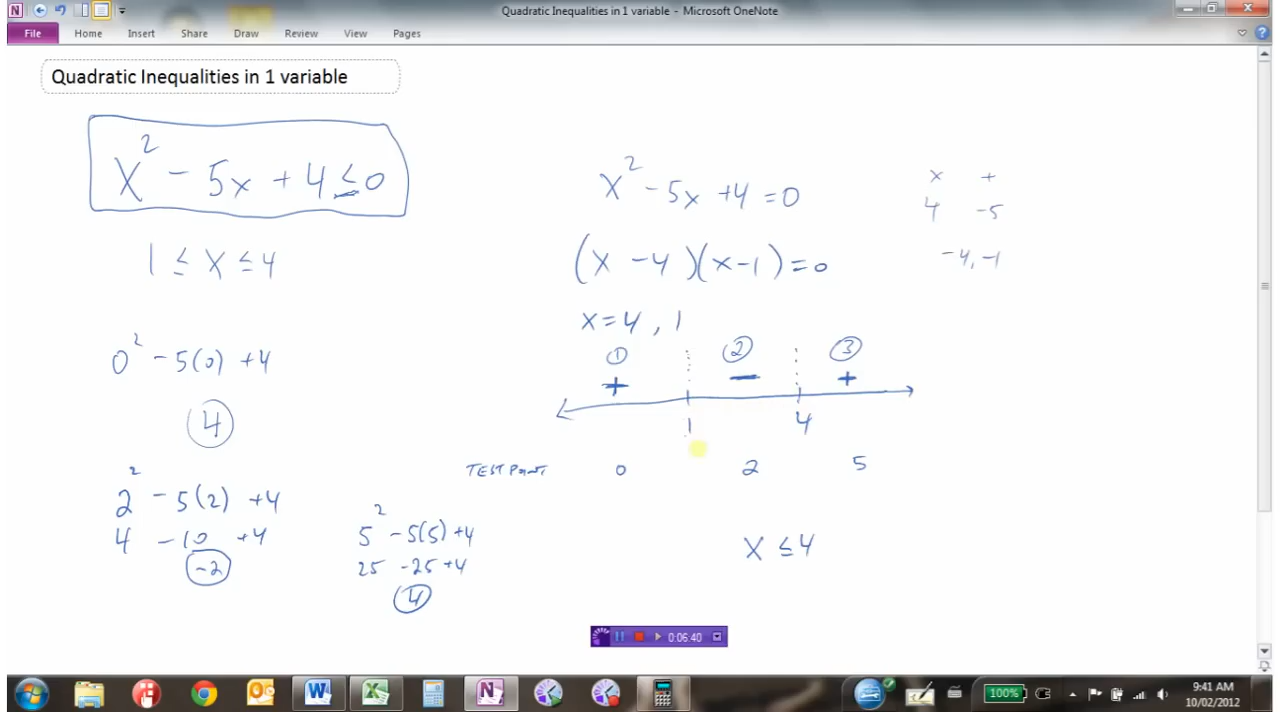 Quadratic Inequalities in 1 variable - Microsoft OneNote
File Home Insert Share Draw Review View Pages
Quadratic Inequalities in 1 variable
x² - 5x + 4 ≤ 0
1 ≤ x ≤ 4
0² - 5(0) + 4
4
2² - 5(2) + 4
4 - 10 + 4
-2
5² - 5(5) + 4
25 - 25 + 4
4
x² - 5x + 4 = 0
(x - 4)(x - 1) = 0
x = 4, 1
× +
4 -5
-4, -1
① ② ③
+ - +
1 4
TEST POINT 0 2 5
x ≤ 4
0:06:40
100%
9:41 AM
10/02/2012